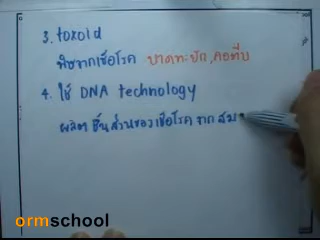 3. toxoid
พิษจากเชื้อโรค บาดทะยัก, คอตีบ
4. ใช้ DNA technology
ผลิตชิ้นส่วนของเชื้อโรค จาก
ormschool